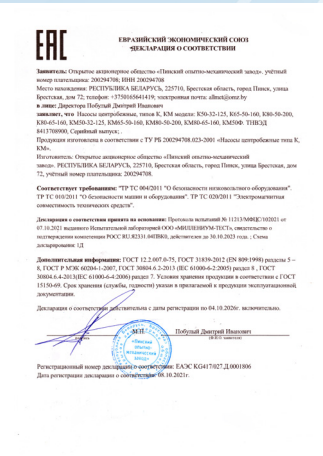 ЕАС
ЕВРАЗИЙСКИЙ ЭКОНОМИЧЕСКИЙ СОЮЗ
ДЕКЛАРАЦИЯ О СООТВЕТСТВИИ
Заявитель: Открытое акционерное общество «Пинский опытно-механический завод», учётный
номер плательщика: 200294708; ИНН 200294708
Место нахождения: РЕСПУБЛИКА БЕЛАРУСЬ, 225710, Брестская область, город Пинск, улица
Брестская, дом 72; телефон: +3750165641419; электронная почта:
в лице: Директора Побулый Дмитрий Иванович
заявляет, что Насосы центробежные, типов К, КМ модели: К50-32-125, К65-50-160, К80-50-200,
К80-65-160, КМ50-32-125, КМ65-50-160, КМ80-50-200, КМ80-65-160, КМ50Ф. ТНВЭД
8413708900, Серийный выпуск; .
Продукция изготовлена в соответствии с ТУ РБ 200794708.023-2001 «Насосы центробежные типа К,
КМ».
Изготовитель: Открытое акционерное общество «Пинский опытно-механический
завод». РЕСПУБЛИКА БЕЛАРУСЬ, 225710, Брестская область, город Пинск, улица Брестская, дом
72, учётный номер плательщика: 200294708.
Соответствует требованиям: "ТР ТС 004/2011 "О безопасности низковольтного оборудования".
ТР ТС 010/2011 "О безопасности машин и оборудования". ТР ТС 020/2011 "Электромагнитная
совместимость технических средств".
Декларация о соответствии принята на основании: Протокола испытаний № 11213/МФЦС102021 от
07.10.2021 выданного Испытательной лабораторией ООО «МИЛЛЕНИУМ-ТЕСТ», свидетельство о
подтверждении компетенции РОСС RU.32331.04ТВК0, действителен до 30.10.2023 года. ; Схема
декларирования: 1Д
Дополнительная информация: ГОСТ 12.2.007.0-75, ГОСТ 31839-2012 (EN 809:1998) разделы 5 –
8, ГОСТ Р МЭК 60204-1-2007, ГОСТ 30804.6.2-2013 (IEC 61000-6-2:2005) раздел 8 , ГОСТ
30804.6.4-2013(IEC 61000-6-4:2006) раздел 7. Условия хранения продукции в соответствии с ГОСТ
15150-69. Срок хранения (службы, годности) указан в прилагаемой к продукции эксплуатационной
документации.
Декларация о соответствии действительна с даты регистрации по 04.10.2026г. включительно.
М.П. Побулый Дмитрий Иванович
«Пинский
опытно-
механический
завод»
Регистрационный номер декларации о соответствии: ЕАЭС KG417/027.Д.0001806
Дата регистрации декларации о соответствии: 08.10.2021г.